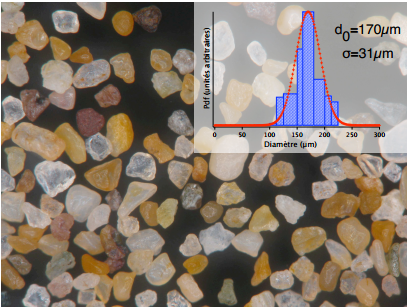 d0=170µm
σ=31µm
Pdf (unités arbitraires)
0 50 100 150 200 250 300
Diamètre (µm)